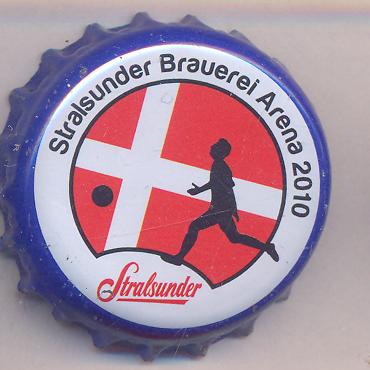 Stralsunder Brauerei Arena 2010
Stralsunder